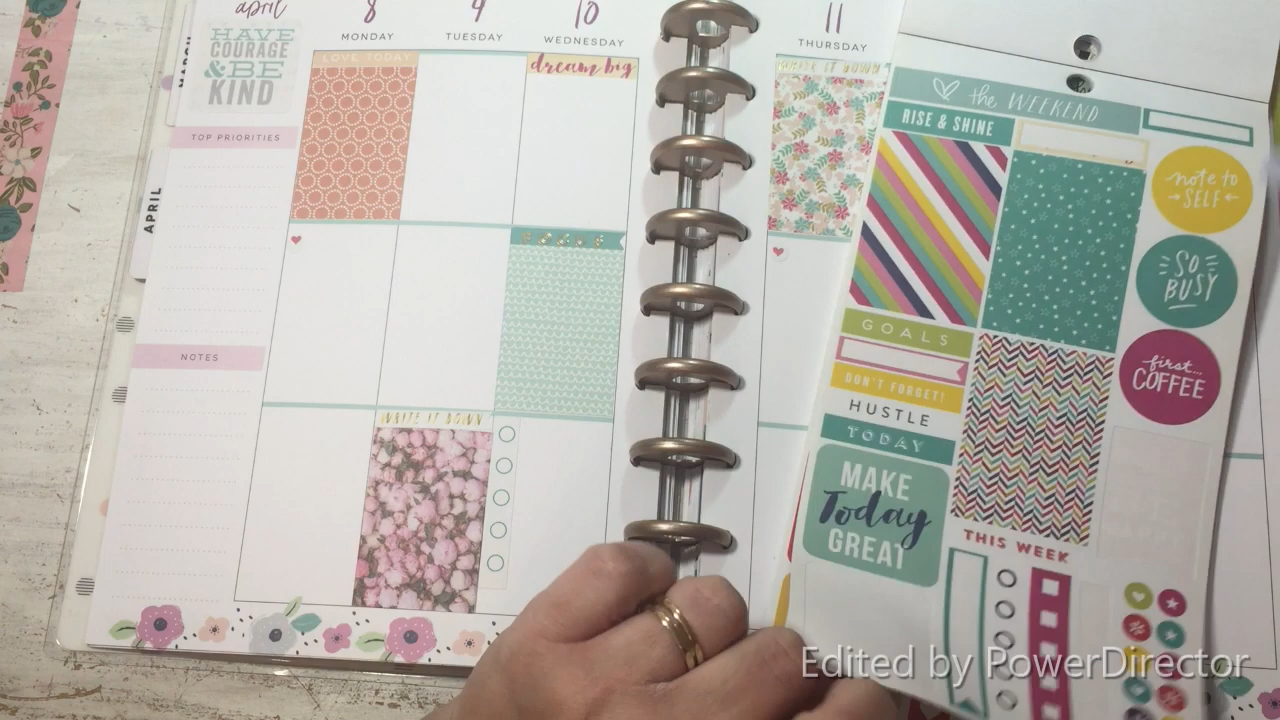 april
8
MONDAY
9
TUESDAY
10
WEDNESDAY
11
THURSDAY
MARCH
HAVE
COURAGE
& BE
KIND
TOP PRIORITIES
APRIL
NOTES
LOVE TODAY
dream big
WRITE IT DOWN
WRITE IT DOWN
the WEEKEND
RISE & SHINE
note to
SELF
SO
BUSY
first...
COFFEE
GOALS
DON'T FORGET!
HUSTLE
TODAY
MAKE
Today
GREAT
THIS WEEK
Edited by PowerDirector